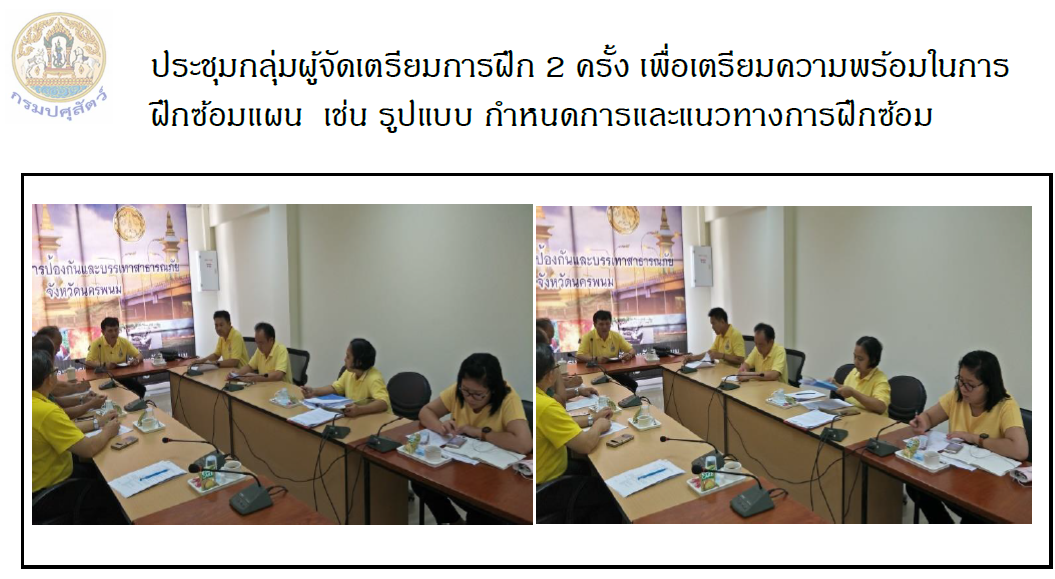 ประชุมกลุ่มผู้จัดเตรียมการฝึก 2 ครั้ง เพื่อเตรียมความพร้อมในการ
ฝึกซ้อมแผน เช่น รูปแบบ กำหนดการและแนวทางการฝึกซ้อม
กรมปศุสัตว์
ารป้องกันและบรรเทาสาธารณภัย
จังหวัดนครพนม
ป้องกันและบรรเทาสาธารณภัย
จังหวัดนครพนม